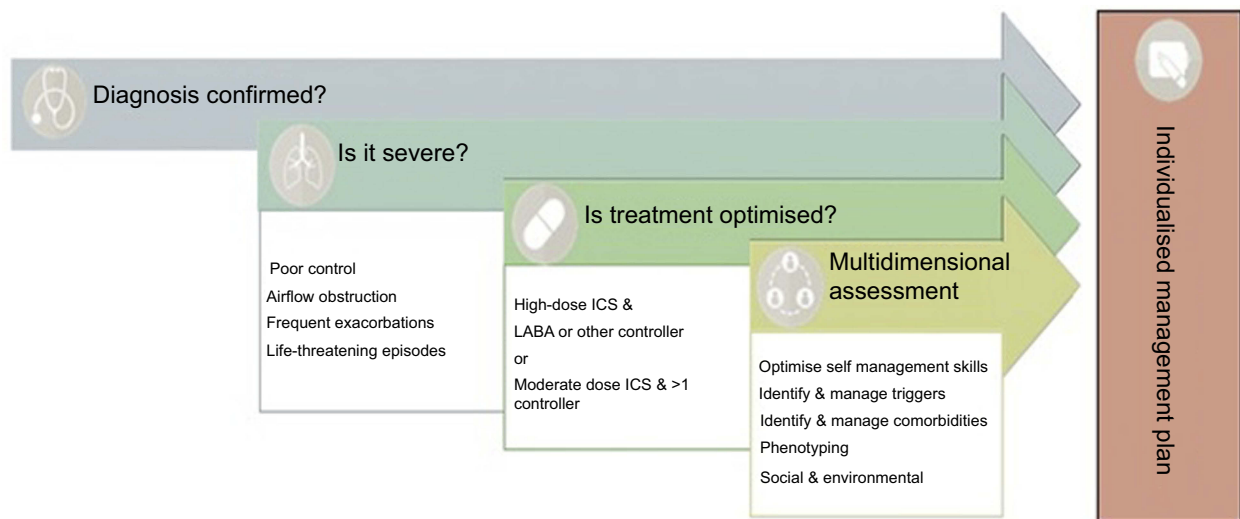 Diagnosis confirmed?
Is it severe?
Poor control
Airflow obstruction
Frequent exacorbations
Life-threatening episodes
Is treatment optimised?
High-dose ICS &
LABA or other controller
or
Moderate dose ICS & >1
controller
Multidimensional
assessment
Optimise self management skills
Identify & manage triggers
Identify & manage comorbidities
Phenotyping
Social & environmental
Individualised management plan